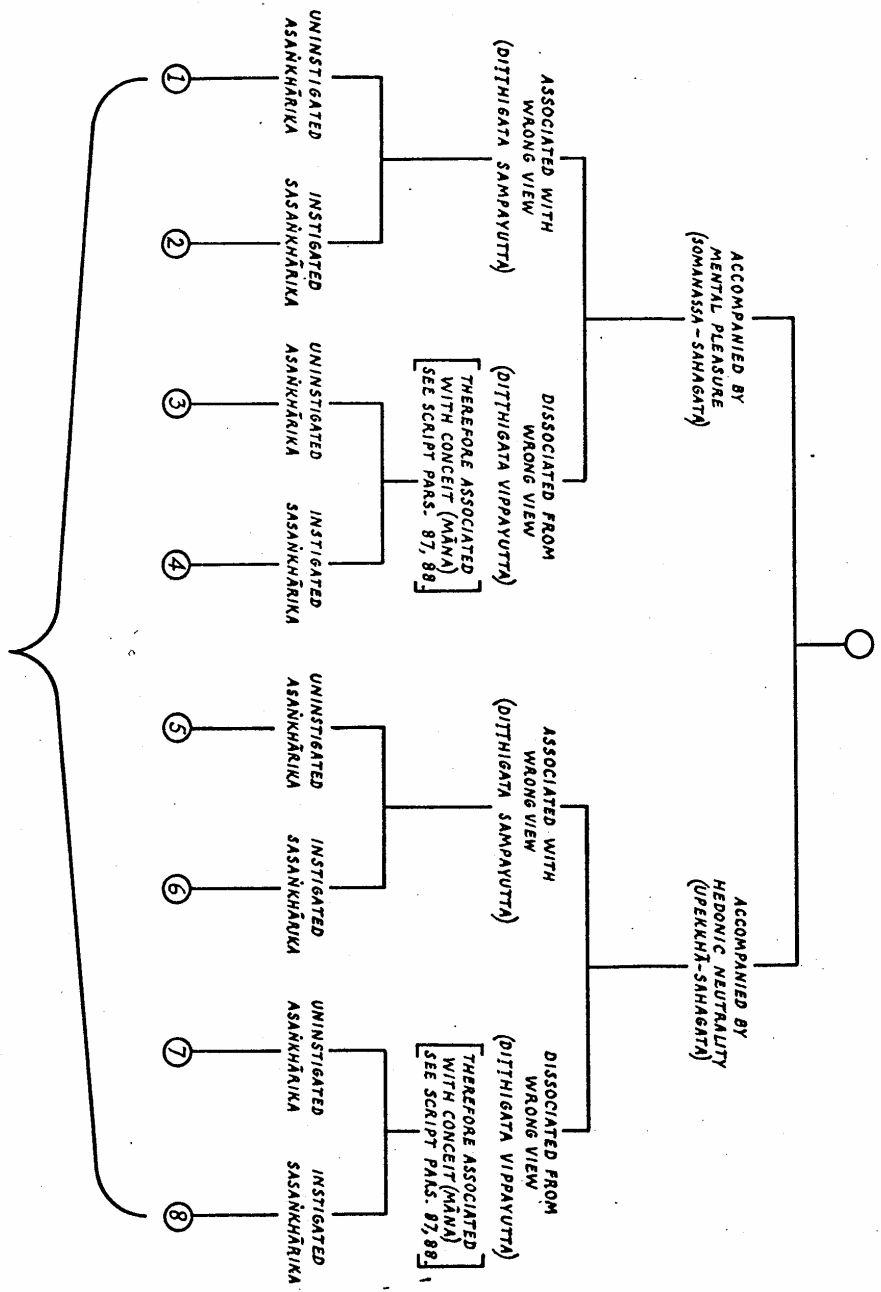 ACCOMPANIED BY
MENTAL PLEASURE
(SOMANASSA-SAHAGATA)
ACCOMPANIED BY
HEDONIC NEUTRALITY
(UPEKKHĀ-SAHAGATA)
ASSOCIATED WITH
WRONG VIEW
(DITTHIGATA SAMPAYUTTA)
DISSOCIATED FROM
WRONG VIEW
(DITTHIGATA VIPPAYUTTA)
[THEREFORE ASSOCIATED
WITH CONCEIT (MĀNA)
SEE SCRIPT PARS. 87, 88.]
ASSOCIATED WITH
WRONG VIEW
(DITTHIGATA SAMPAYUTTA)
DISSOCIATED FROM
WRONG VIEW
(DITTHIGATA VIPPAYUTTA)
[THEREFORE ASSOCIATED
WITH CONCEIT (MĀNA)
SEE SCRIPT PARS. 87, 88.]
UNINSTIGATED
ASAṄKHĀRIKA
1
INSTIGATED
SASAṄKHĀRIKA
2
UNINSTIGATED
ASAṄKHĀRIKA
3
INSTIGATED
SASAṄKHĀRIKA
4
UNINSTIGATED
ASAṄKHĀRIKA
5
INSTIGATED
SASAṄKHĀRIKA
6
UNINSTIGATED
ASAṄKHĀRIKA
7
INSTIGATED
SASAṄKHĀRIKA
8